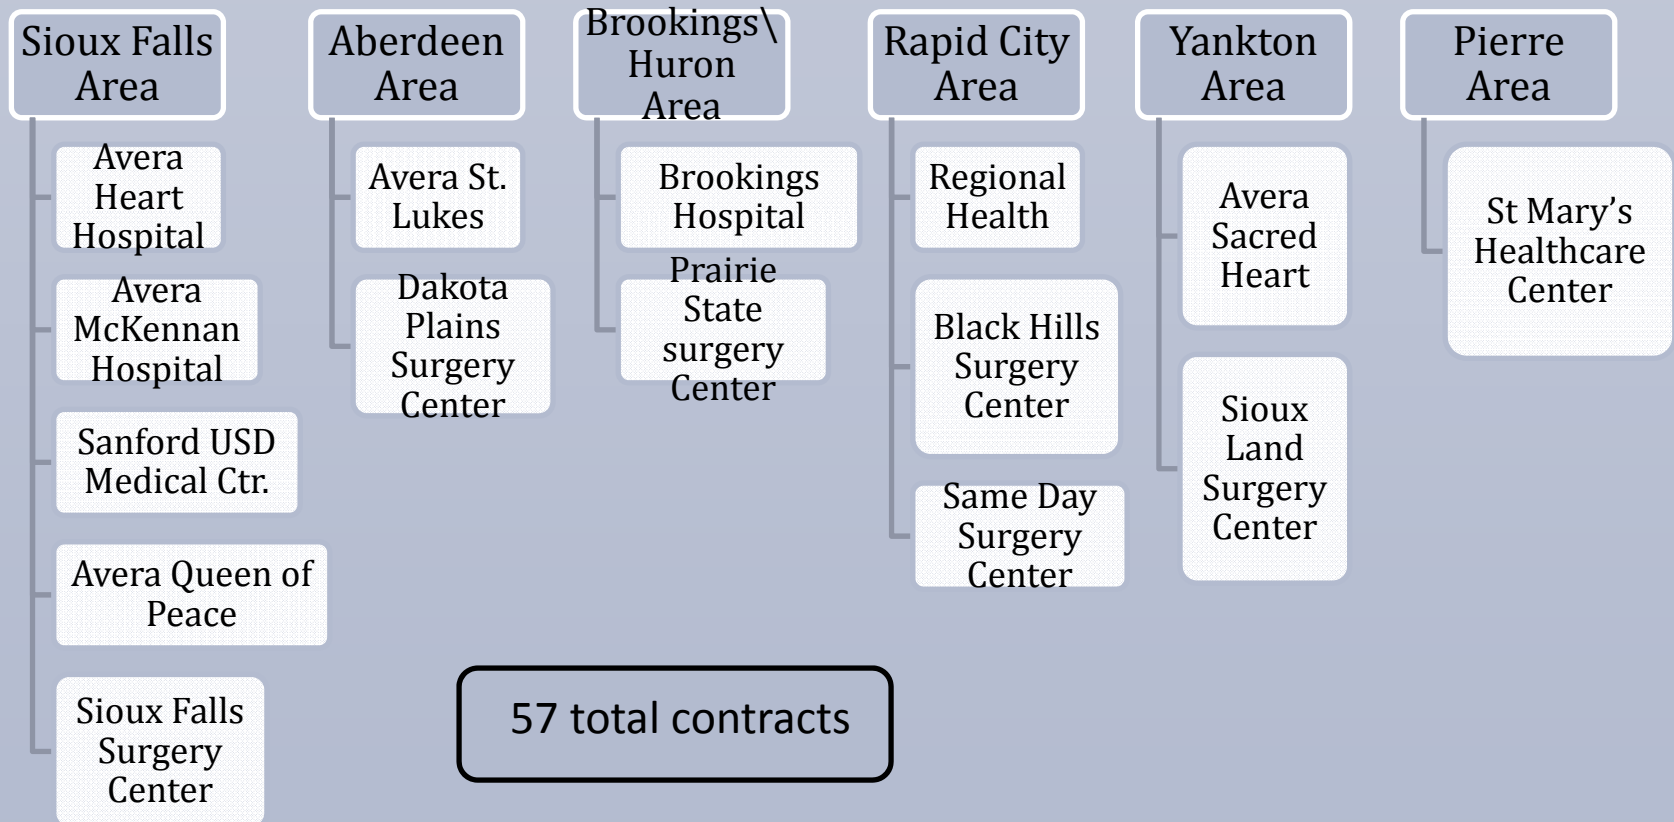 Sioux Falls
Area
Avera
Heart
Hospital
Avera
McKennan
Hospital
Sanford USD
Medical Ctr.
Avera Queen of
Peace
Sioux Falls
Surgery
Center
Aberdeen
Area
Avera St.
Lukes
Dakota
Plains
Surgery
Center
Brookings\
Huron
Area
Brookings
Hospital
Prairie
State
surgery
Center
Rapid City
Area
Regional
Health
Black Hills
Surgery
Center
Same Day
Surgery
Center
Yankton
Area
Avera
Sacred
Heart
Sioux
Land
Surgery
Center
Pierre
Area
St Mary’s
Healthcare
Center
57 total contracts